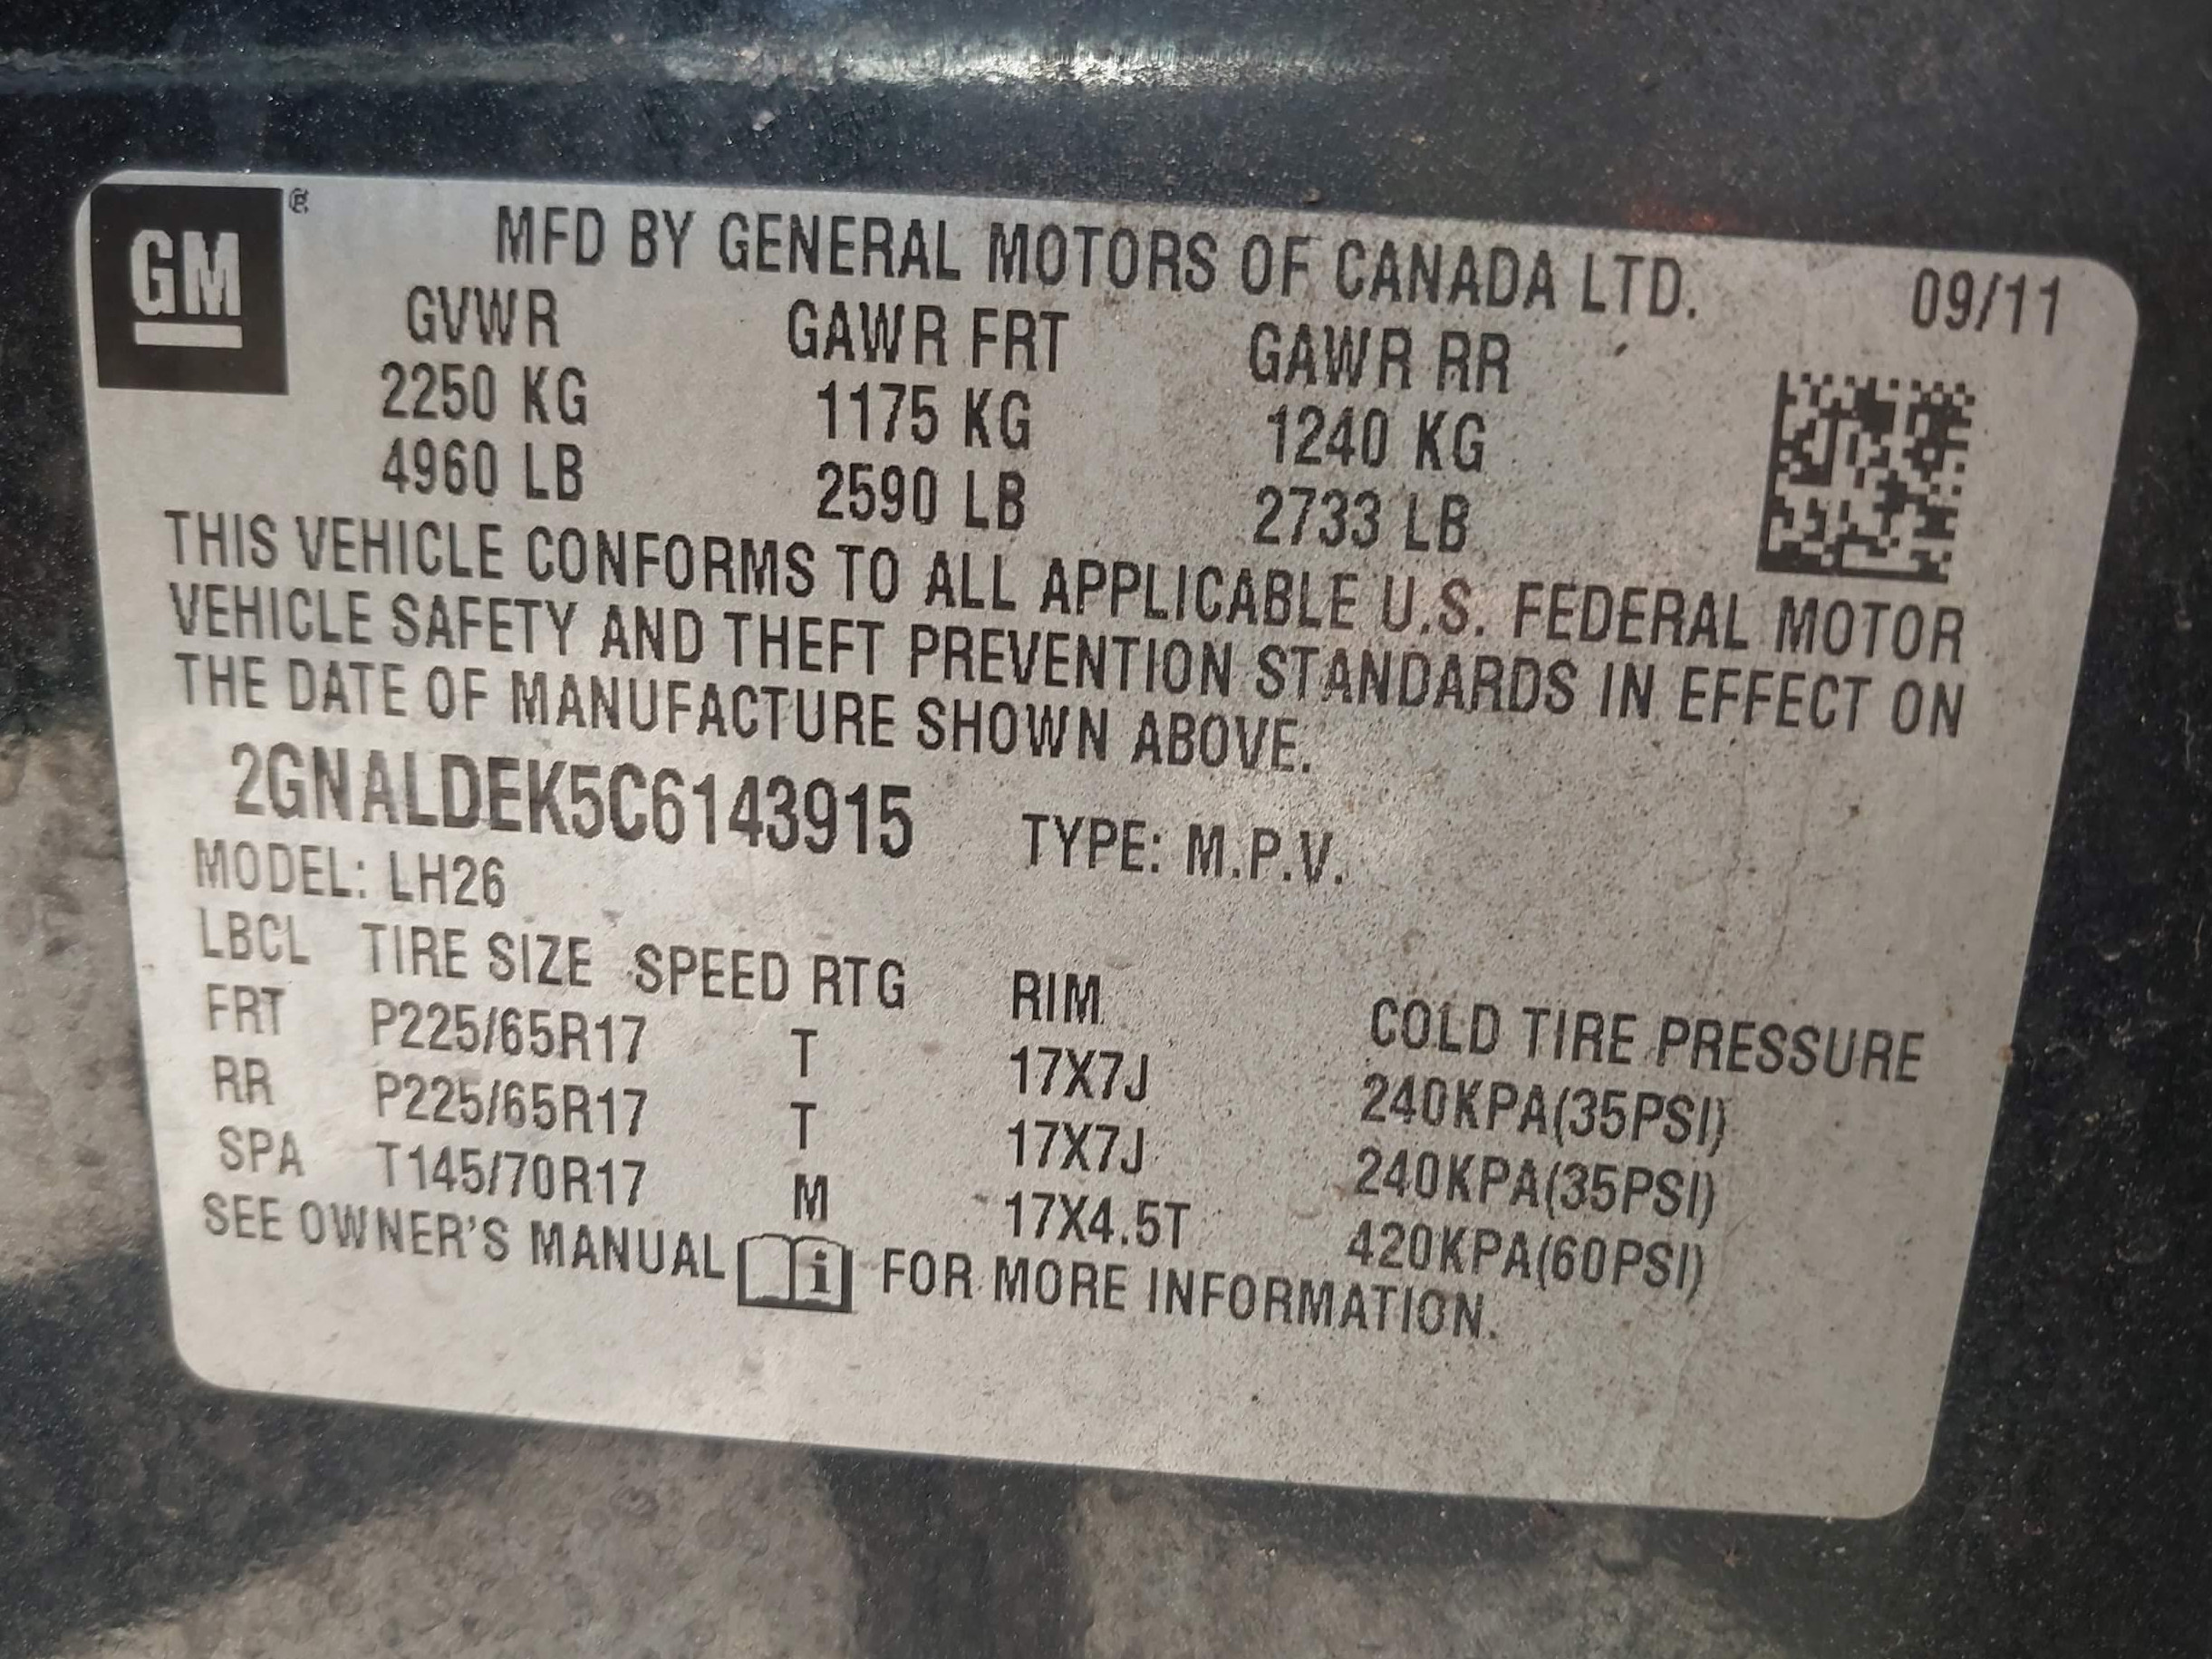 GM ®
MFD BY GENERAL MOTORS OF CANADA LTD. 09/11
GVWR GAWR FRT GAWR RR
2250 KG 1175 KG 1240 KG
4960 LB 2590 LB 2733 LB
THIS VEHICLE CONFORMS TO ALL APPLICABLE U.S. FEDERAL MOTOR
VEHICLE SAFETY AND THEFT PREVENTION STANDARDS IN EFFECT ON
THE DATE OF MANUFACTURE SHOWN ABOVE.
2GNALDEK5C6143915 TYPE: M.P.V.
MODEL: LH26
LBCL TIRE SIZE SPEED RTG RIM COLD TIRE PRESSURE
FRT P225/65R17 T 17X7J 240KPA(35PSI)
RR P225/65R17 T 17X7J 240KPA(35PSI)
SPA T145/70R17 M 17X4.5T 420KPA(60PSI)
SEE OWNER'S MANUAL i FOR MORE INFORMATION.